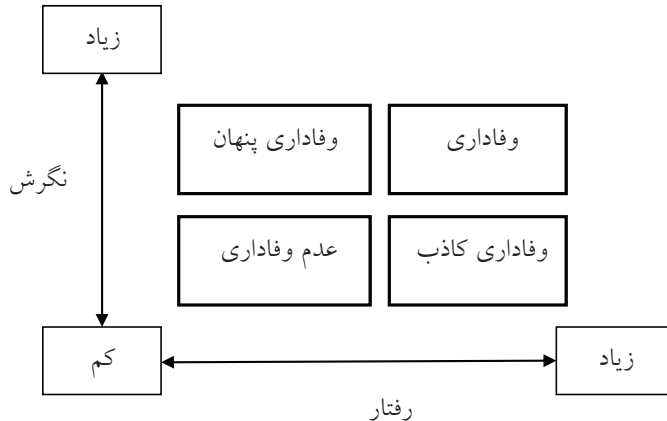 زیاد
وفاداری
وفاداری پنهان
نگرش
وفاداری کاذب
عدم وفاداری
زیاد
کم
رفتار